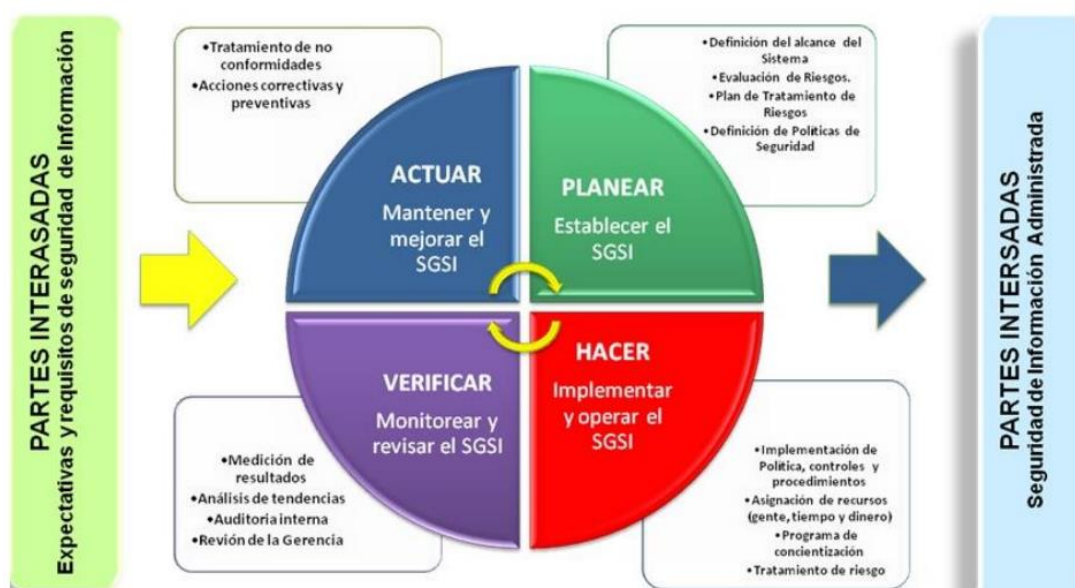 PARTES INTERASADAS
Expectativas y requisitos de seguridad de Información
•Tratamiento de no
conformidades
•Acciones correctivas y
preventivas
•Definición del alcance del
Sistema
•Evaluación de Riesgos.
•Plan de Tratamiento de
Riesgos
•Definición de Políticas de
Seguridad
ACTUAR
Mantener y
mejorar el
SGSI
PLANEAR
Establecer el
SGSI
VERIFICAR
Monitorear y
revisar el SGSI
HACER
Implementar
y operar el
SGSI
•Medición de
resultados
•Análisis de tendencias
•Auditoria interna
•Revión de la Gerencia
•Implementación de
Política, controles y
procedimientos
•Asignación de recursos
(gente, tiempo y dinero)
•Programa de
concientización
•Tratamiento de riesgo
PARTES INTERSADAS
Seguridad de Información Administrada